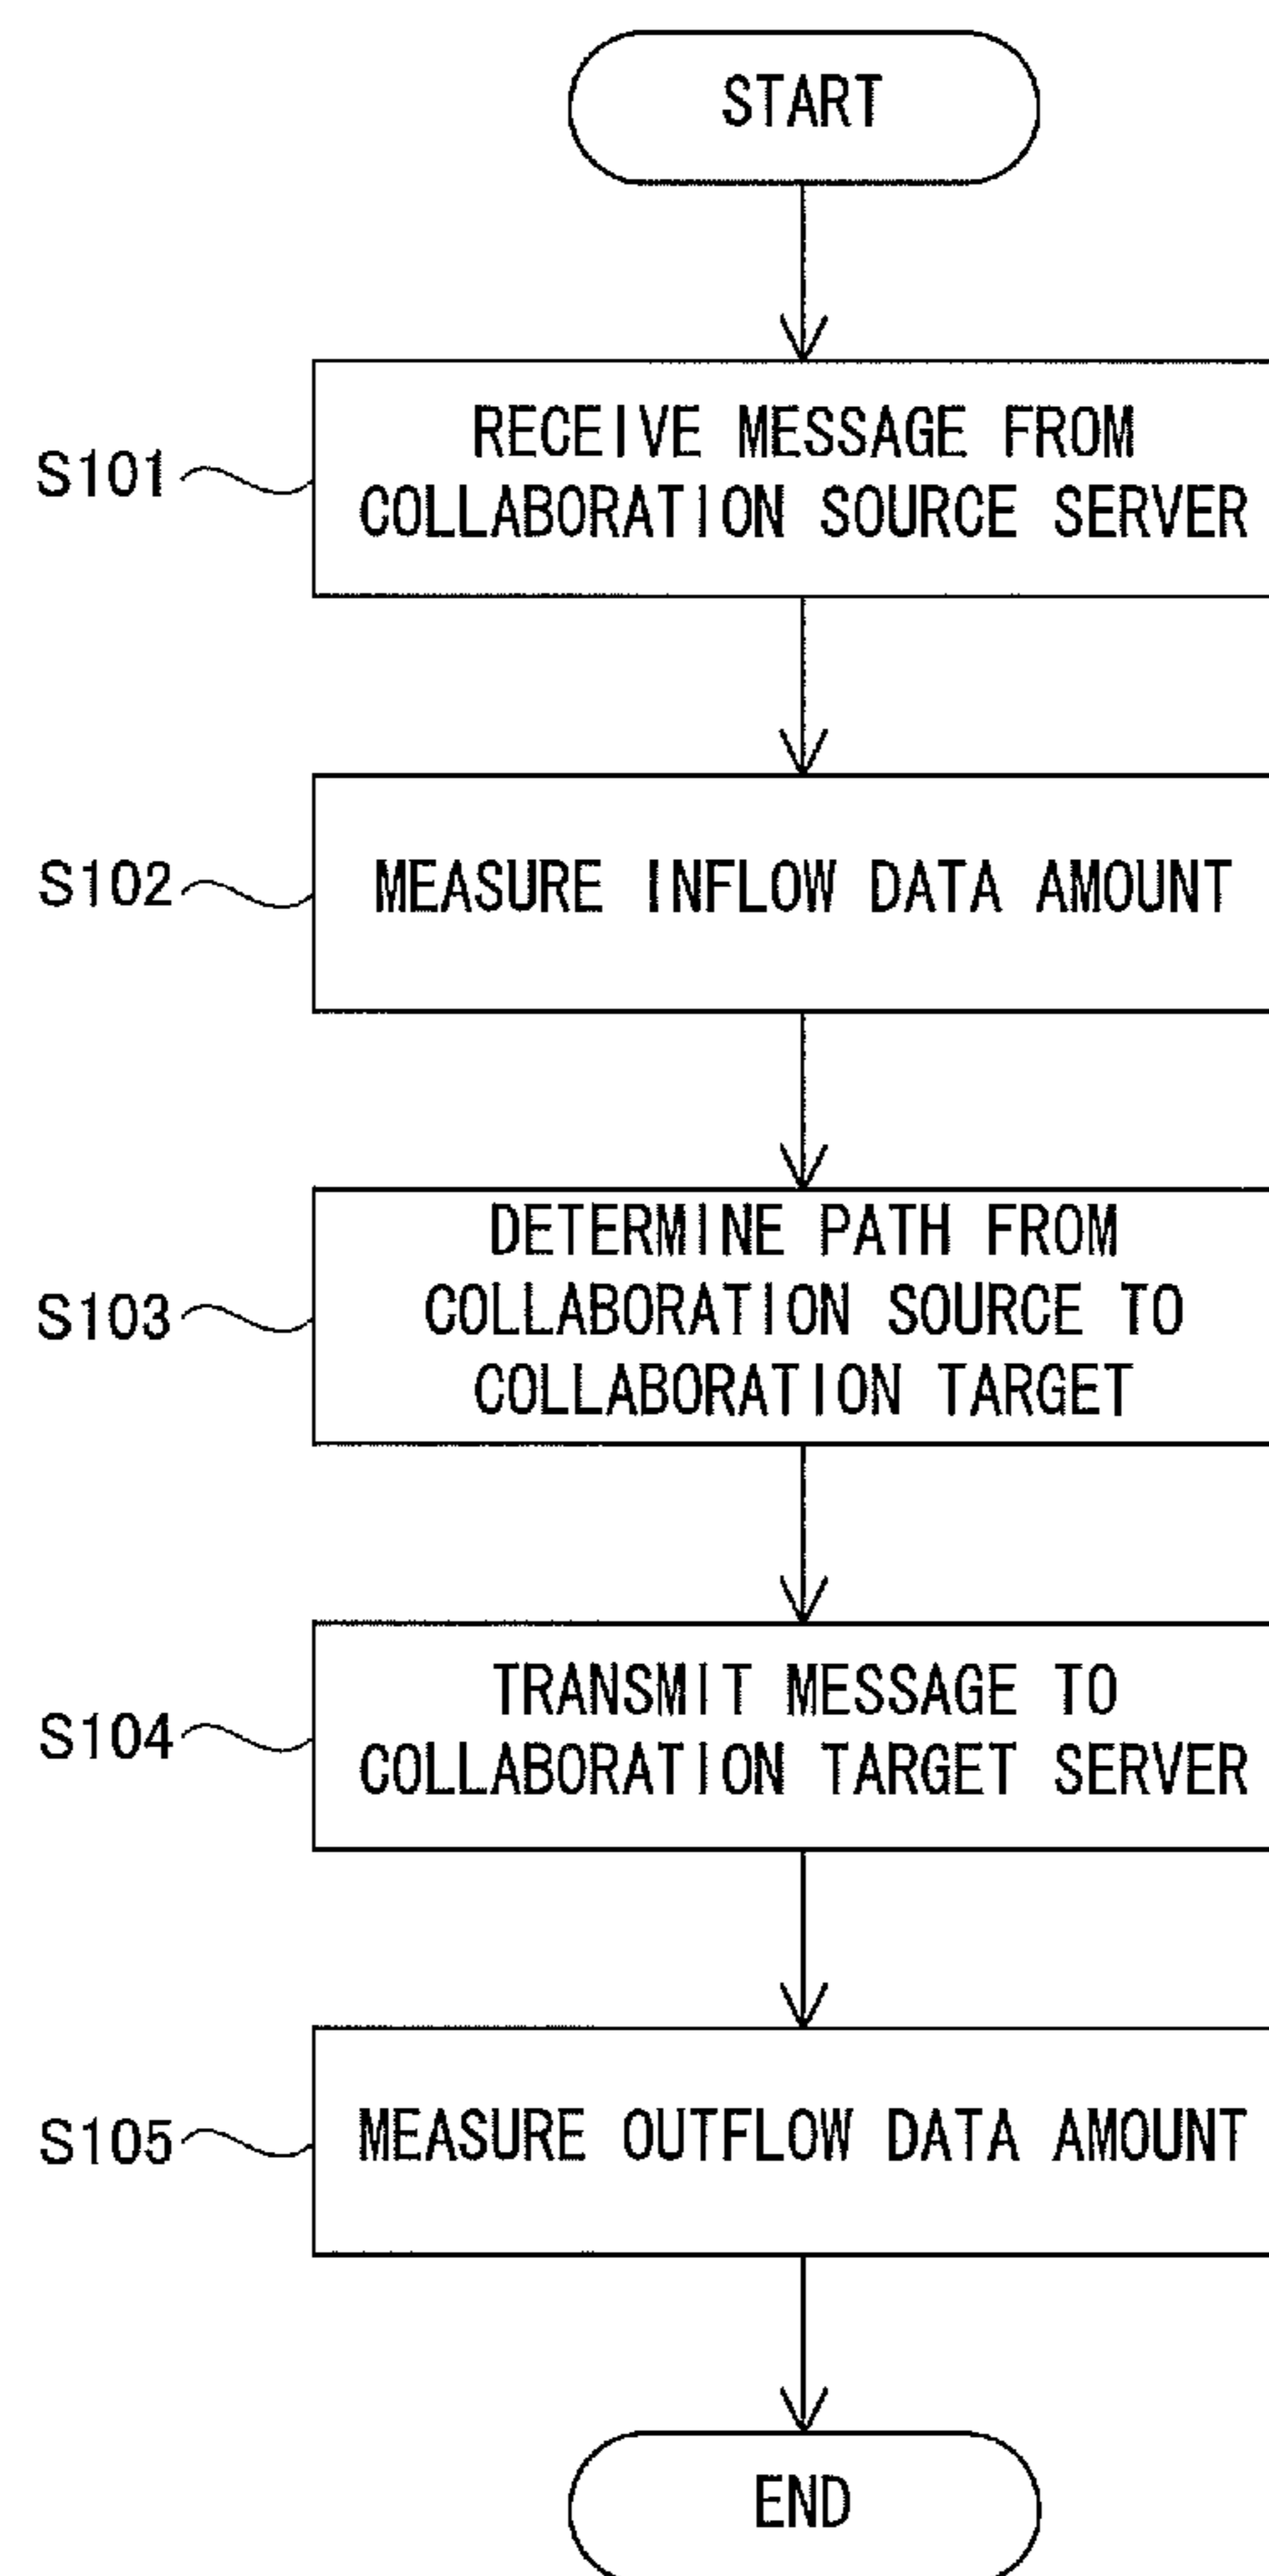 START
S101
RECEIVE MESSAGE FROM
COLLABORATION SOURCE SERVER
S102
MEASURE INFLOW DATA AMOUNT
S103
DETERMINE PATH FROM
COLLABORATION SOURCE TO
COLLABORATION TARGET
S104
TRANSMIT MESSAGE TO
COLLABORATION TARGET SERVER
S105
MEASURE OUTFLOW DATA AMOUNT
END